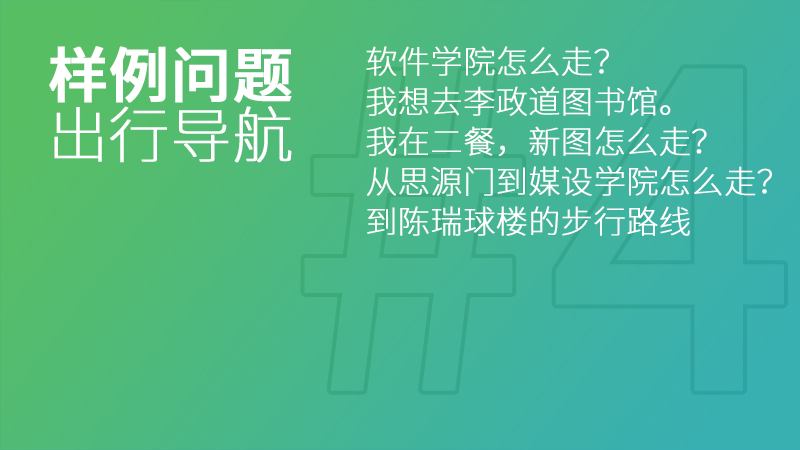 样例问题
出行导航
软件学院怎么走？
我想去李政道图书馆。
我在二餐，新图怎么走？
从思源门到媒设学院怎么走？
到陈瑞球楼的步行路线
#4